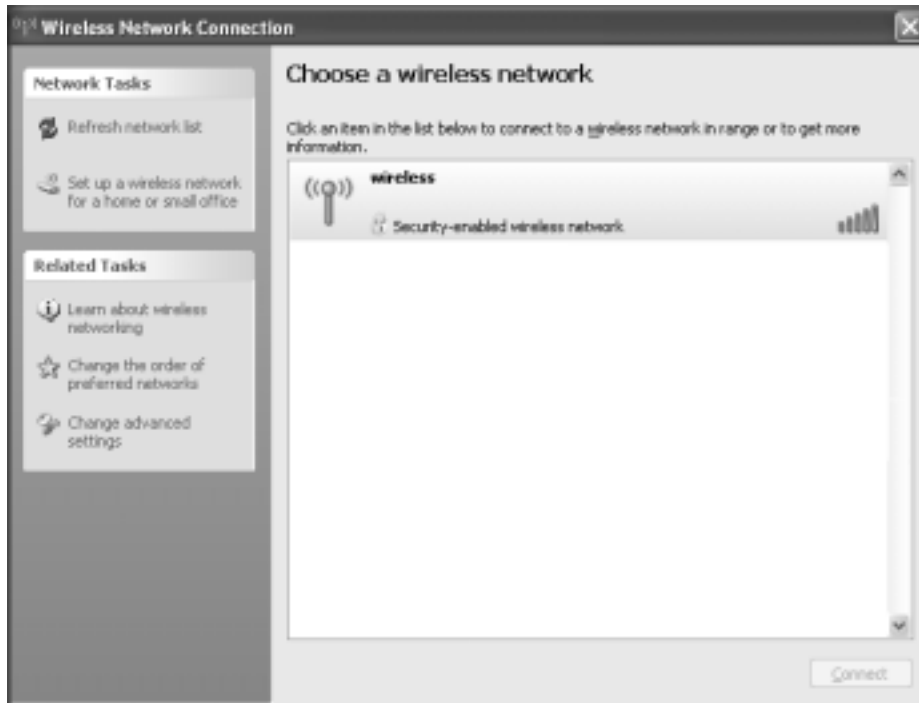 Wireless Network Connection
Network Tasks
Refresh network list
Set up a wireless network
for a home or small office
Related Tasks
Learn about wireless
networking
Change the order of
preferred networks
Change advanced
settings
Choose a wireless network
Click an item in the list below to connect to a wireless network in range or to get more
information.
wireless
Security-enabled wireless network
Connect